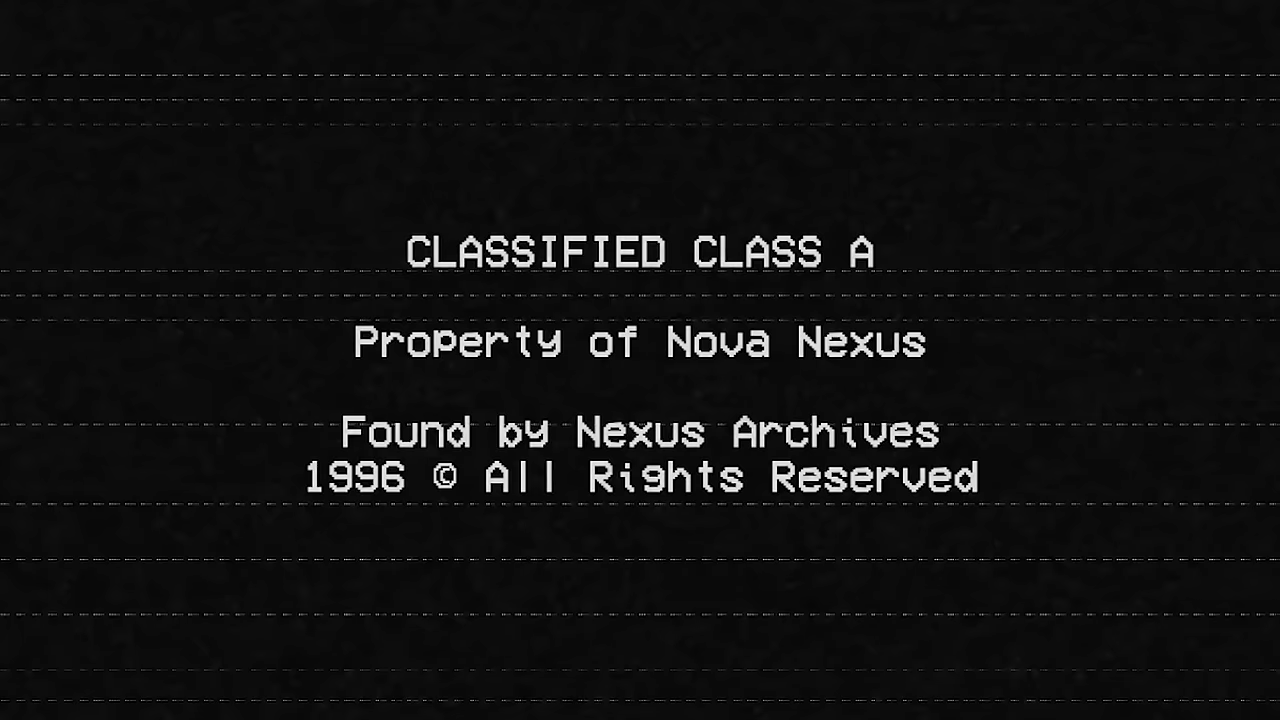 CLASSIFIED CLASS A
Property of Nova Nexus
Found by Nexus Archives
1996 © All Rights Reserved